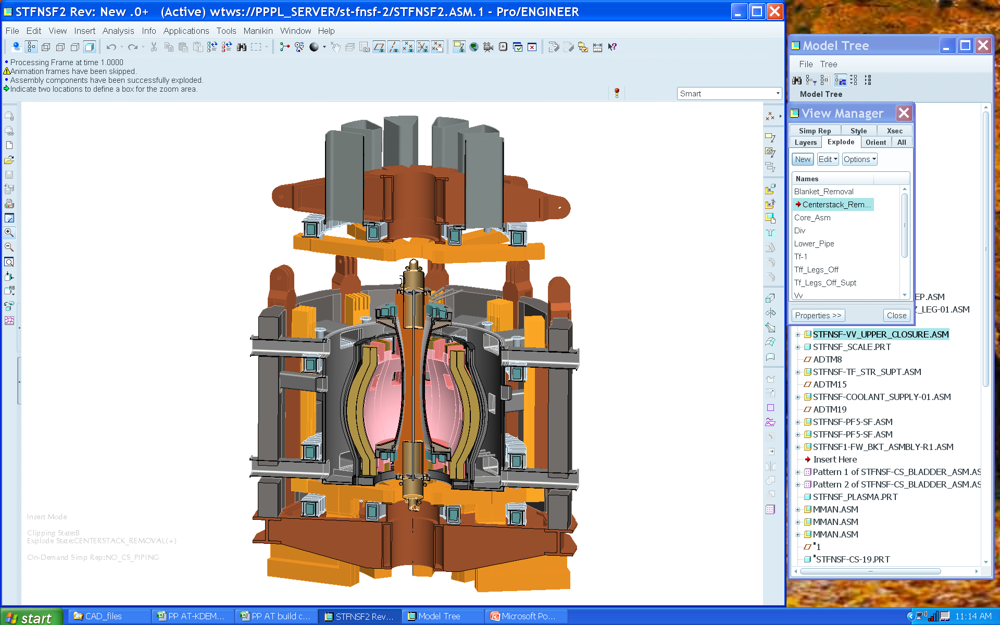 STFNSF2 Rev: New .0+ (Active) wtws://PPPL_SERVER/st-fnsf-2/STFNSF2.ASM.1 - Pro/ENGINEER
File Edit View Insert Analysis Info Applications Tools Manikin Window Help
Processing Frame at time 1.0000
Animation frames have been skipped.
Assembly components have been successfully exploded.
Indicate two locations to define a box for the zoom area.
Smart
Insert Mode
Clipping State:B
Explode State:CENTERSTACK_REMOVAL(+)
On-Demand Simp Rep:NO_CS_PIPING
Model Tree
File Tree
Model Tree
View Manager
Simp Rep Style Xsec
Layers Explode Orient All
New Edit Options
Names
Blanket_Removal
Centerstack_Rem...
Core_Asm
Div
Lower_Pipe
Tf-1
Tff_Legs_Off
Tf_Legs_Off_Supt
Vv
Properties >> Close
EP.ASM
Z_LEG-01.ASM
STFNSF-VV_UPPER_CLOSURE.ASM
STFNSF_SCALE.PRT
ADTM8
STFNSF-TF_STR_SUPT.ASM
ADTM15
STFNSF-COOLANT_SUPPLY-01.ASM
ADTM19
STFNSF-PF5-SF.ASM
STFNSF-PF5-SF.ASM
STFNSF1-FW_BKT_ASMBLY-R1.ASM
Insert Here
Pattern 1 of STFNSF-CS_BLADDER_ASM.AS
Pattern 2 of STFNSF-CS_BLADDER_ASM.AS
STFNSF_PLASMA.PRT
MMAN.ASM
MMAN.ASM
MMAN.ASM
1
STFNSF-CS-19.PRT
start CAD_files PP AT-KDEM... PP AT build c... STFNSF2 Rev... Model Tree Microsoft Po... 11:14 AM